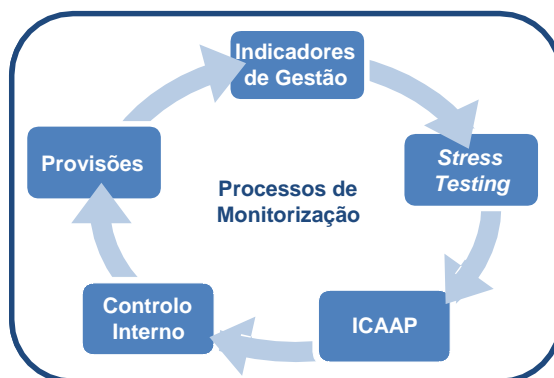 Indicadores
de Gestão
Stress
Testing
ICAAP
Controlo
Interno
Provisões
Processos de
Monitorização